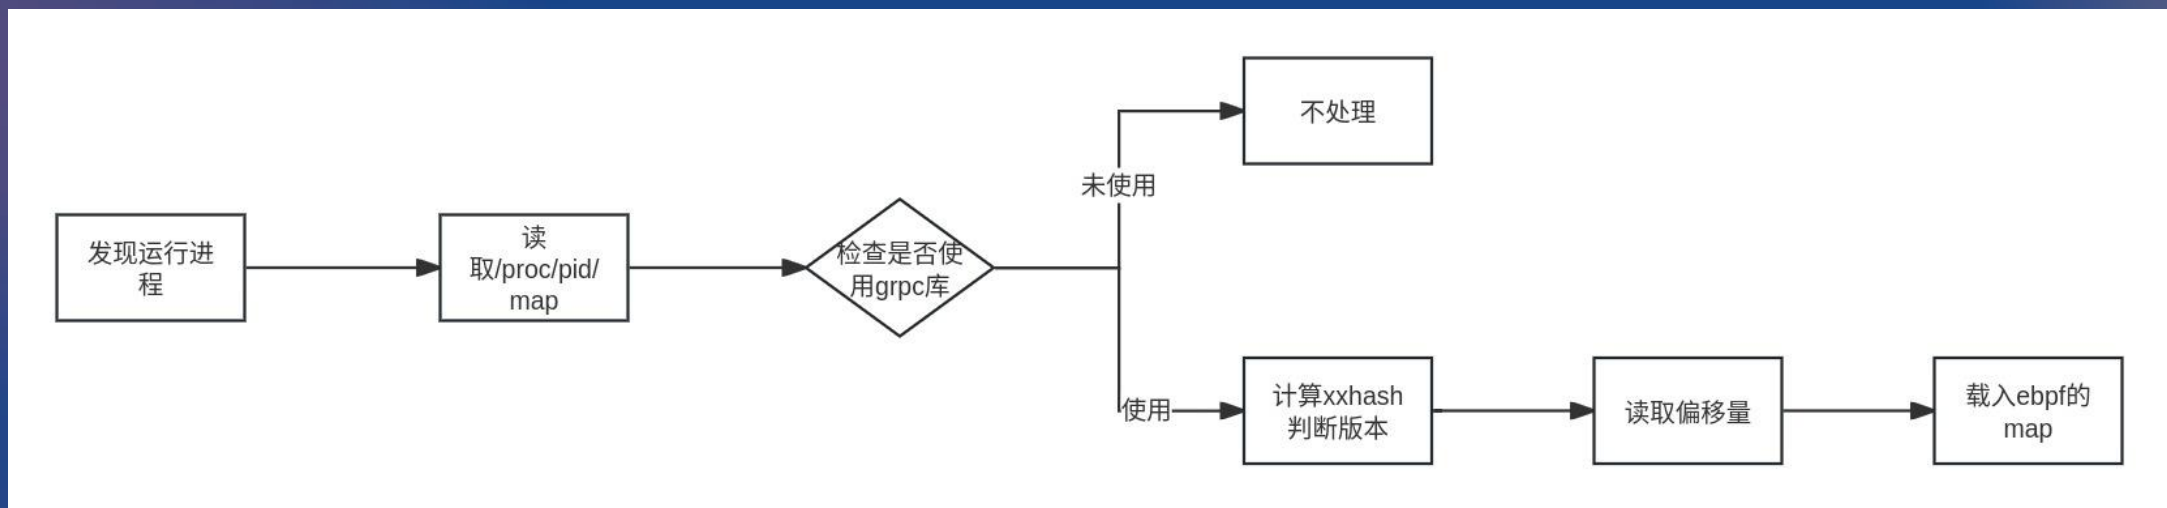 发现运行进
程
读
取/proc/pid/
map
检查是否使
用grpc库
未使用
不处理
使用
计算xxhash
判断版本
读取偏移量
载入ebpf的
map